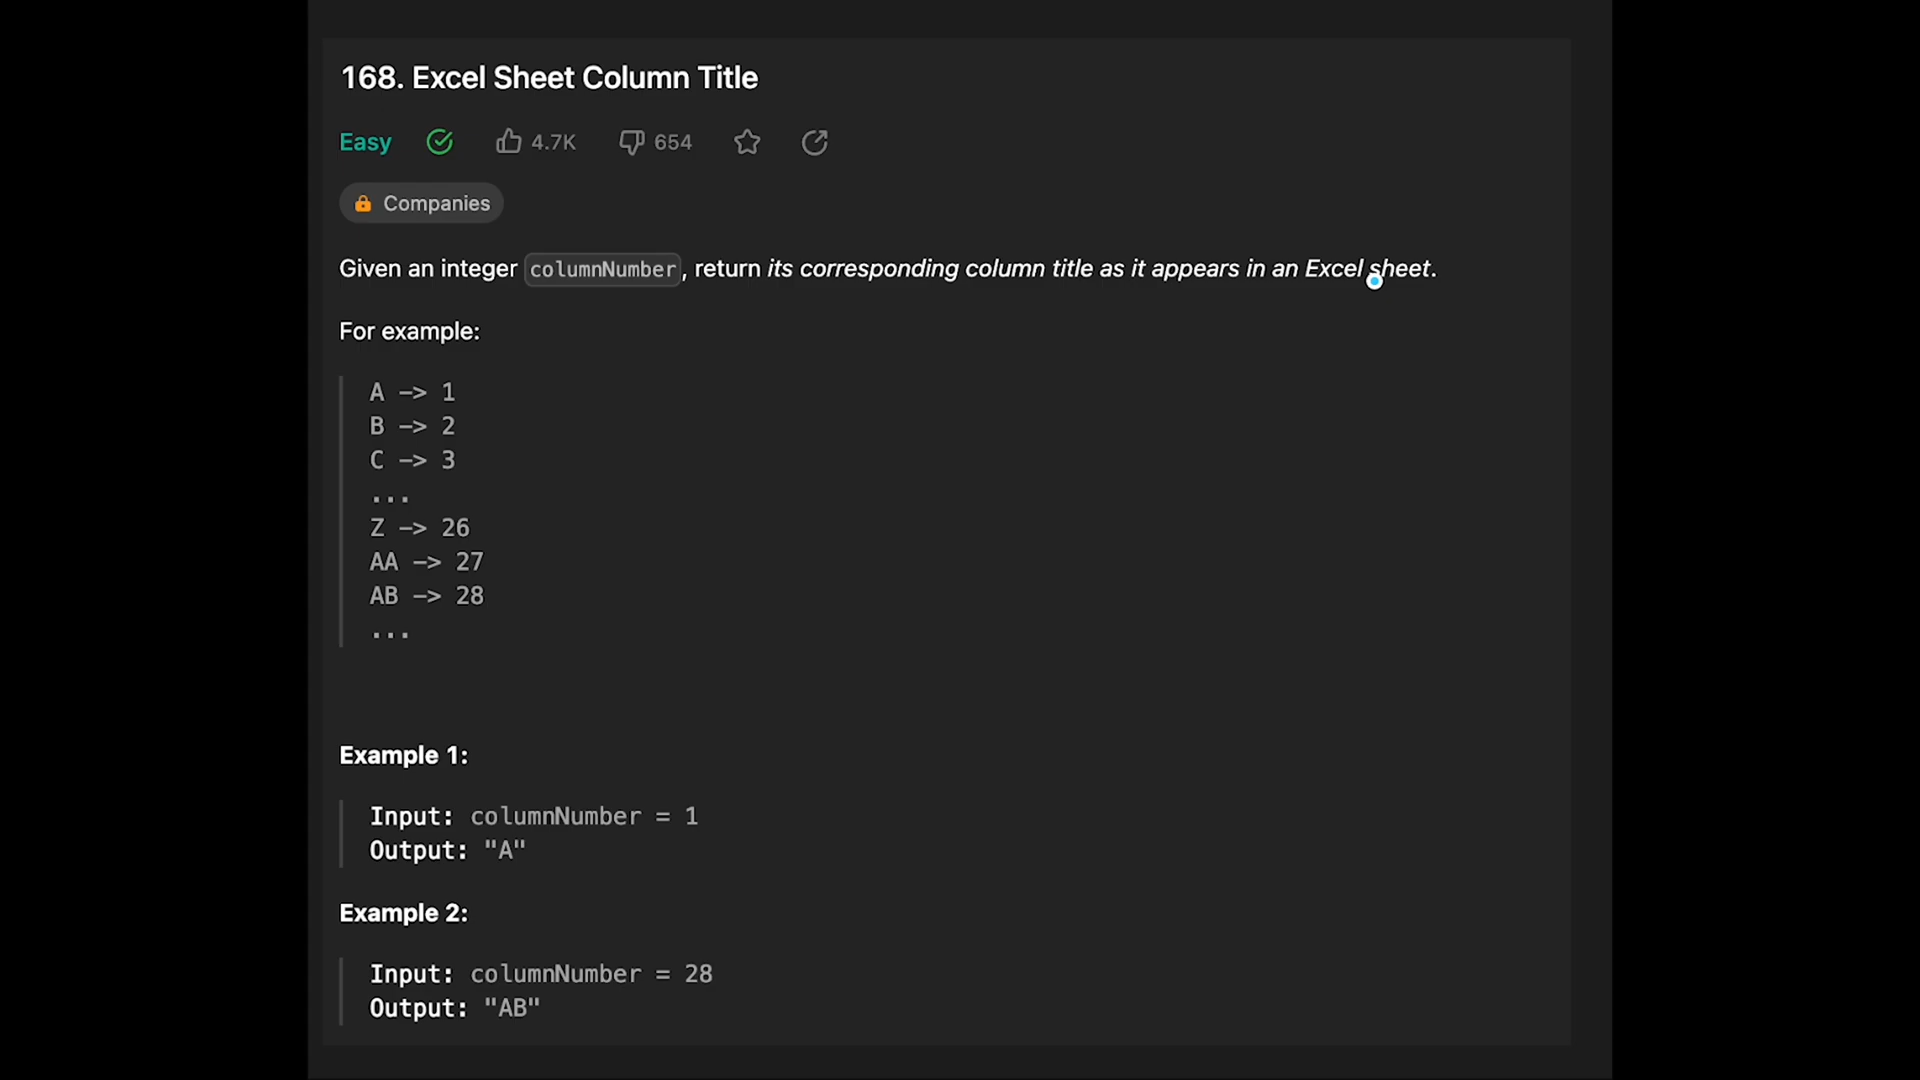 168. Excel Sheet Column Title
Easy 4.7K 654
Companies
Given an integer columnNumber, return its corresponding column title as it appears in an Excel sheet.
For example:
A -> 1
B -> 2
C -> 3
...
Z -> 26
AA -> 27
AB -> 28
...
Example 1:
Input: columnNumber = 1
Output: "A"
Example 2:
Input: columnNumber = 28
Output: "AB"